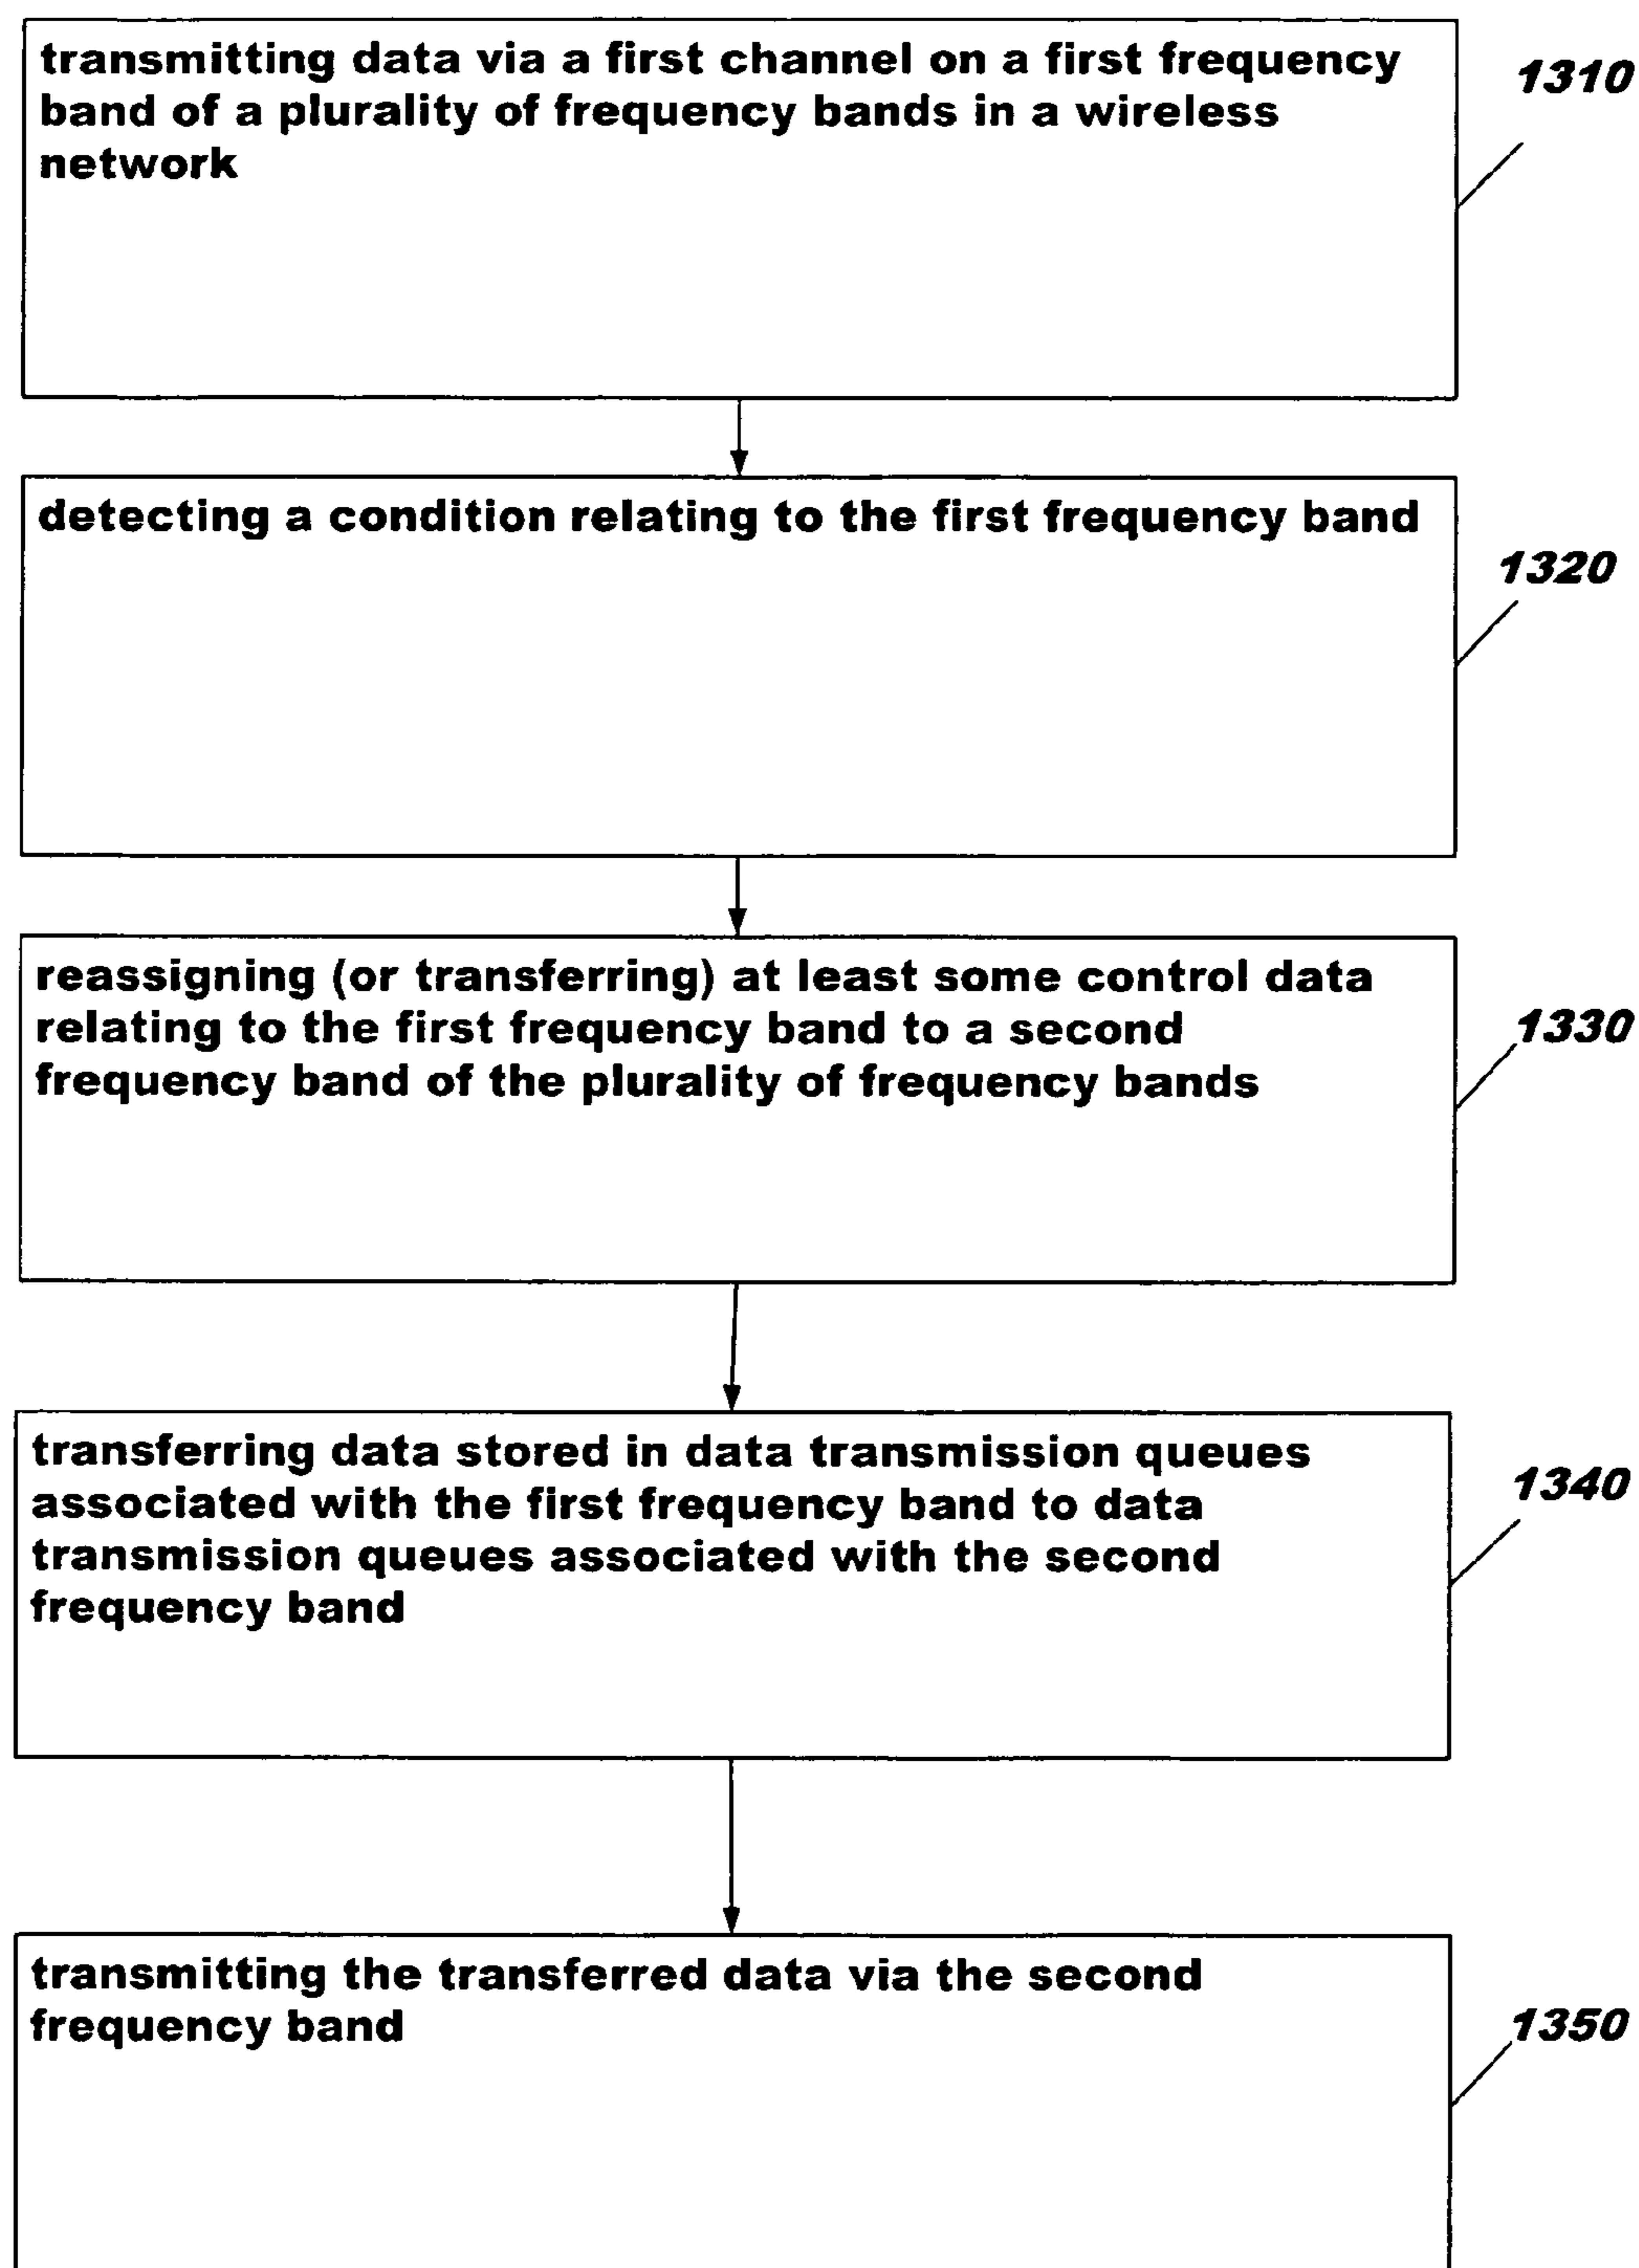 transmitting data via a first channel on a first frequency
band of a plurality of frequency bands in a wireless
network
1310
detecting a condition relating to the first frequency band
1320
reassigning (or transferring) at least some control data
relating to the first frequency band to a second
frequency band of the plurality of frequency bands
1330
transferring data stored in data transmission queues
associated with the first frequency band to data
transmission queues associated with the second
frequency band
1340
transmitting the transferred data via the second
frequency band
1350